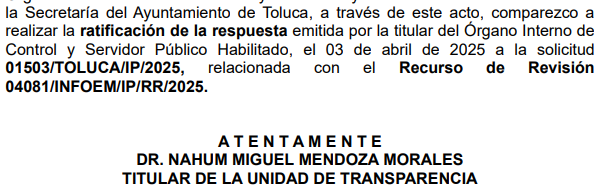 la Secretaría del Ayuntamiento de Toluca, a través de este acto, comparezco a
realizar la ratificación de la respuesta emitida por la titular del Órgano Interno de
Control y Servidor Público Habilitado, el 03 de abril de 2025 a la solicitud
01503/TOLUCA/IP/2025, relacionada con el Recurso de Revisión
04081/INFOEM/IP/RR/2025.
A T E N T A M E N T E
DR. NAHUM MIGUEL MENDOZA MORALES
TITULAR DE LA UNIDAD DE TRANSPARENCIA